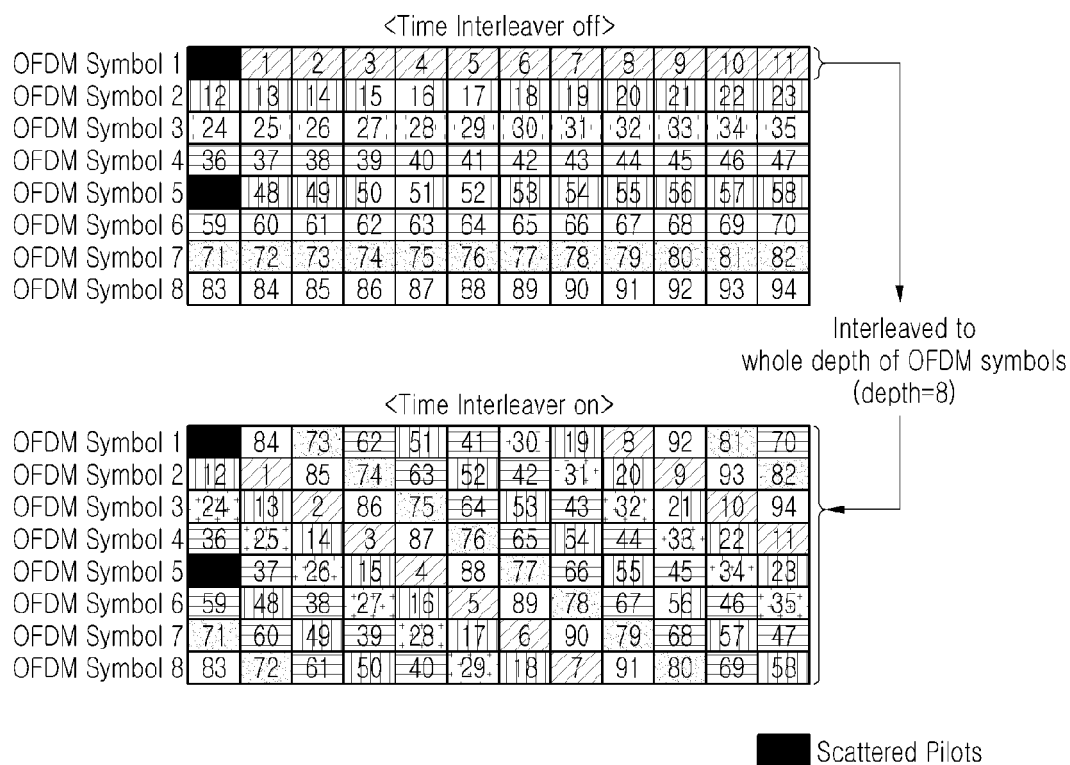 <Time Interleaver off>
OFDM Symbol 1 1 2 3 4 5 6 7 8 9 10 11
OFDM Symbol 2 12 13 14 15 16 17 18 19 20 21 22 23
OFDM Symbol 3 24 25 26 27 28 29 30 31 32 33 34 35
OFDM Symbol 4 36 37 38 39 40 41 42 43 44 45 46 47
OFDM Symbol 5 48 49 50 51 52 53 54 55 56 57 58
OFDM Symbol 6 59 60 61 62 63 64 65 66 67 68 69 70
OFDM Symbol 7 71 72 73 74 75 76 77 78 79 80 81 82
OFDM Symbol 8 83 84 85 86 87 88 89 90 91 92 93 94
Interleaved to
whole depth of OFDM symbols
(depth=8)
<Time Interleaver on>
OFDM Symbol 1 84 73 62 51 41 30 19 8 92 81 70
OFDM Symbol 2 12 1 85 74 63 52 42 31 20 9 93 82
OFDM Symbol 3 24 13 2 86 75 64 53 43 32 21 10 94
OFDM Symbol 4 36 25 14 3 87 76 65 54 44 33 22 11
OFDM Symbol 5 37 26 15 4 88 77 66 55 45 34 23
OFDM Symbol 6 59 48 38 27 16 5 89 78 67 56 46 35
OFDM Symbol 7 71 60 49 39 28 17 6 90 79 68 57 47
OFDM Symbol 8 83 72 61 50 40 29 18 7 91 80 69 58
Scattered Pilots